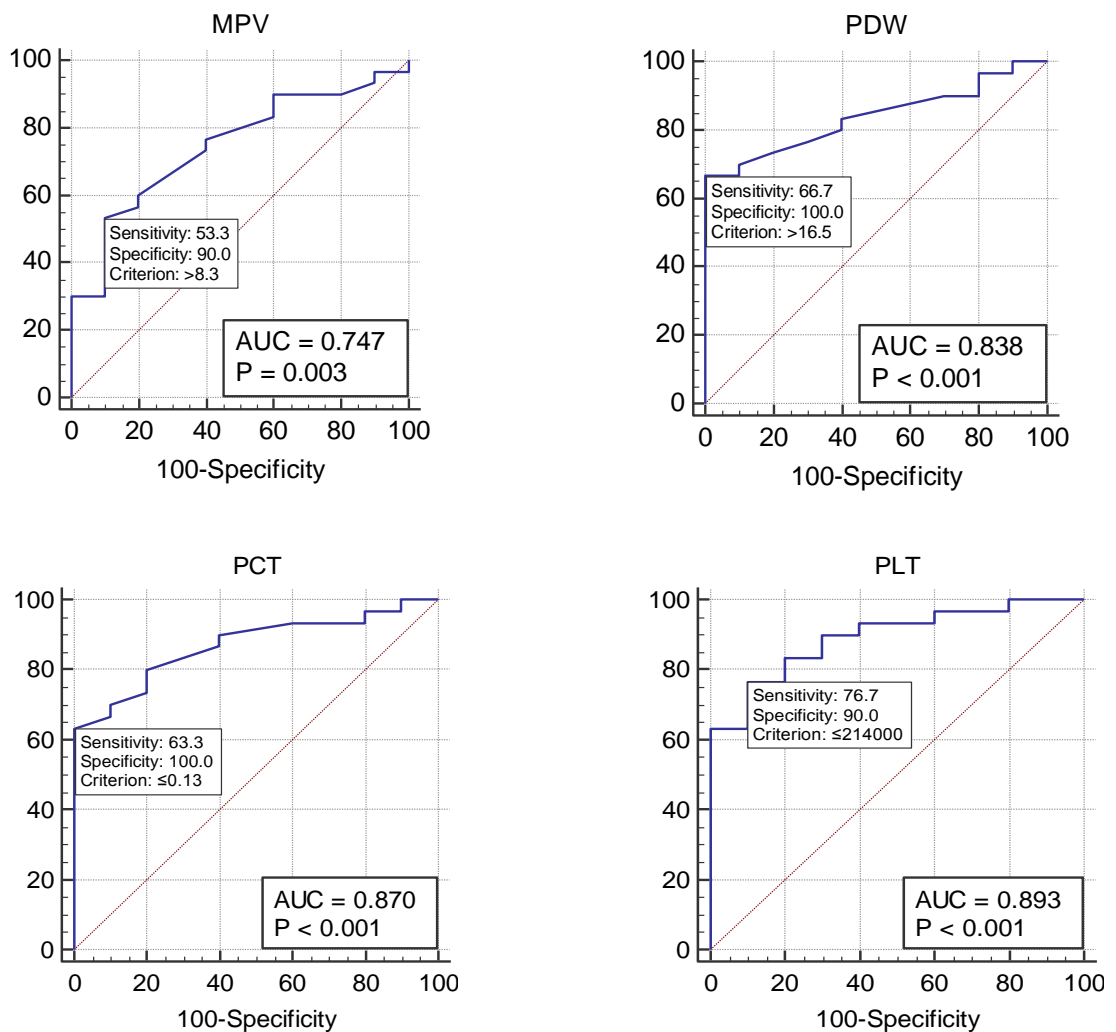 MPV
100
80
60
40
20
0
Sensitivity: 53.3
Specificity: 90.0
Criterion: >8.3
AUC = 0.747
P = 0.003
0 20 40 60 80 100
100-Specificity
PDW
100
80
60
40
20
0
Sensitivity: 66.7
Specificity: 100.0
Criterion: >16.5
AUC = 0.838
P < 0.001
0 20 40 60 80 100
100-Specificity
PCT
100
80
60
40
20
0
Sensitivity: 63.3
Specificity: 100.0
Criterion: ≤0.13
AUC = 0.870
P < 0.001
0 20 40 60 80 100
100-Specificity
PLT
100
80
60
40
20
0
Sensitivity: 76.7
Specificity: 90.0
Criterion: ≤214000
AUC = 0.893
P < 0.001
0 20 40 60 80 100
100-Specificity